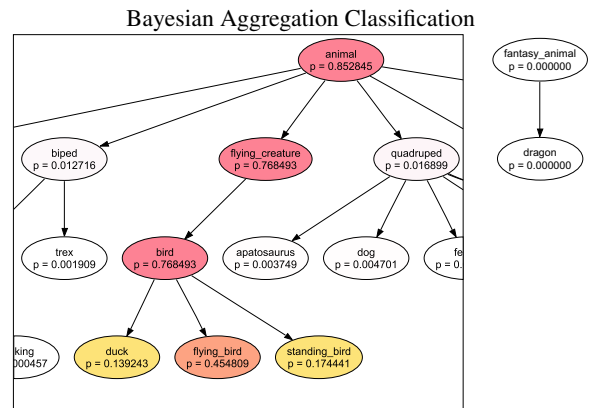 Bayesian Aggregation Classification
animal
p = 0.852845
fantasy_animal
p = 0.000000
biped
p = 0.012716
flying_creature
p = 0.768493
quadruped
p = 0.016899
dragon
p = 0.000000
trex
p = 0.001909
bird
p = 0.768493
apatosaurus
p = 0.003749
dog
p = 0.004701
fe
p = 0.
king
000457
duck
p = 0.139243
flying_bird
p = 0.454809
standing_bird
p = 0.174441